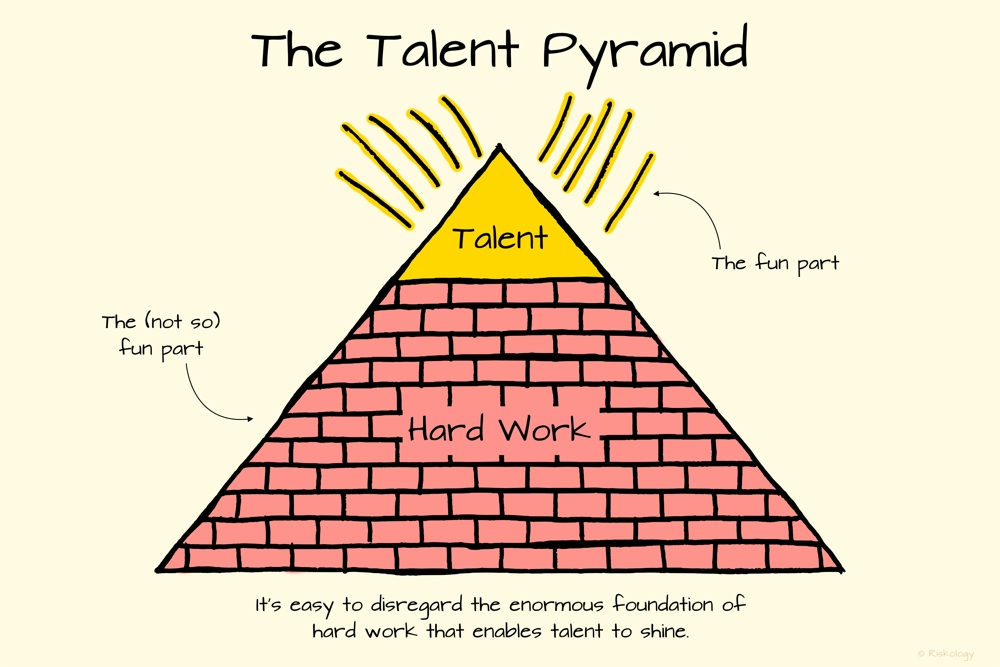 The Talent Pyramid
Talent
The fun part
The (not so)
fun part
Hard Work
It's easy to disregard the enormous foundation of
hard work that enables talent to shine.
© Riskology